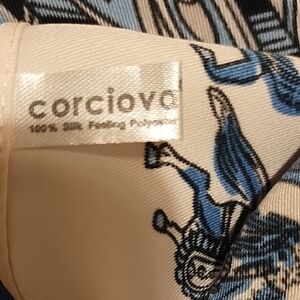 corciova
100% Silk Feeling Polyester